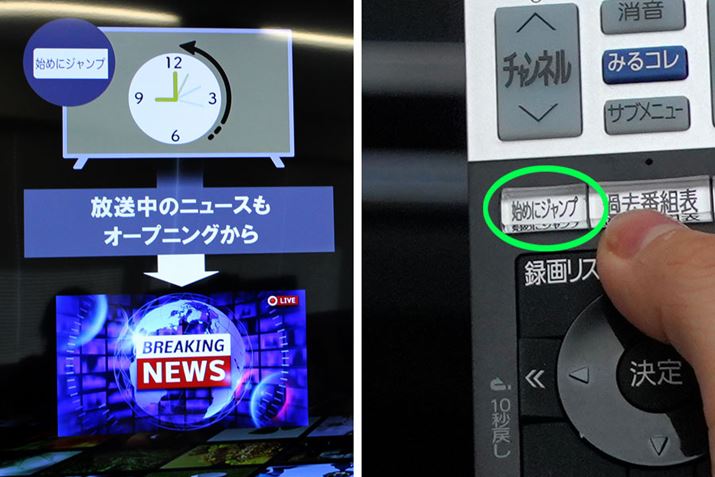 始めにジャンプ
12
9
3
6
放送中のニュースも
オープニングから
LIVE
BREAKING
NEWS
消音
チャンネル
みるコレ
サブメニュー
始めにジャンプ
過去番組表
録画リス
決定
10秒戻し